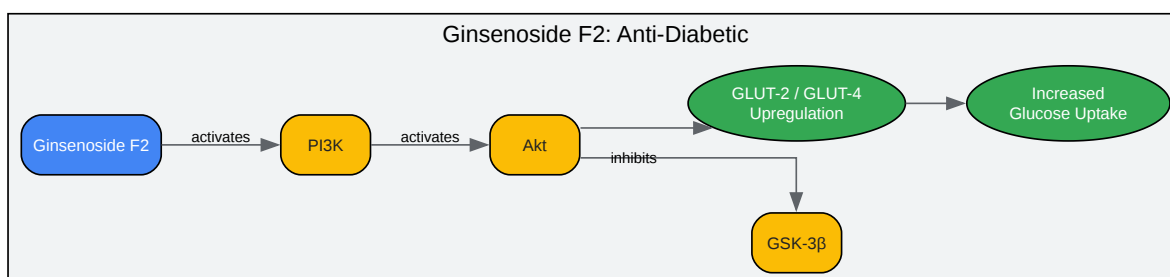 Ginsenoside F2: Anti-Diabetic
GLUT-2 / GLUT-4
Upregulation
Increased
Glucose Uptake
Ginsenoside F2
activates
PI3K
activates
Akt
inhibits
GSK-3β